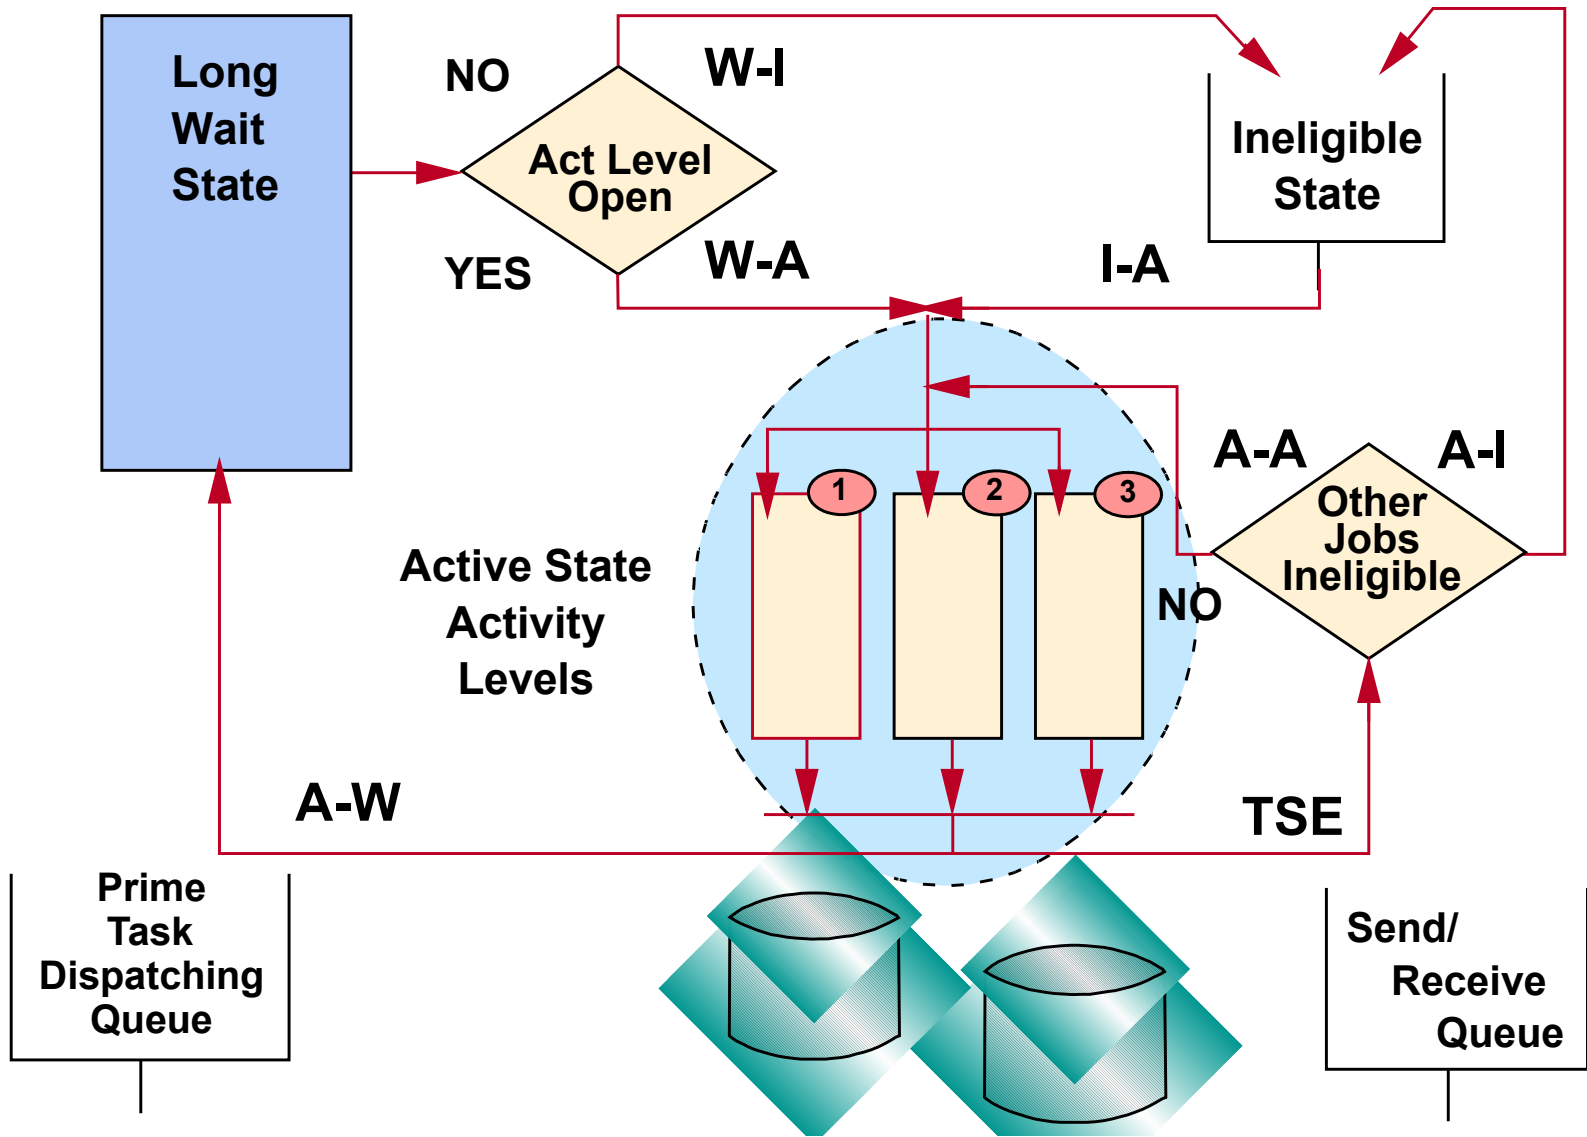 Long
Wait
State
NO
W-I
Act Level
Open
YES
W-A
Ineligible
State
I-A
A-A
A-I
1
2
3
Other
Jobs
Ineligible
NO
Active State
Activity
Levels
A-W
TSE
Prime
Task
Dispatching
Queue
Send/
Receive
Queue